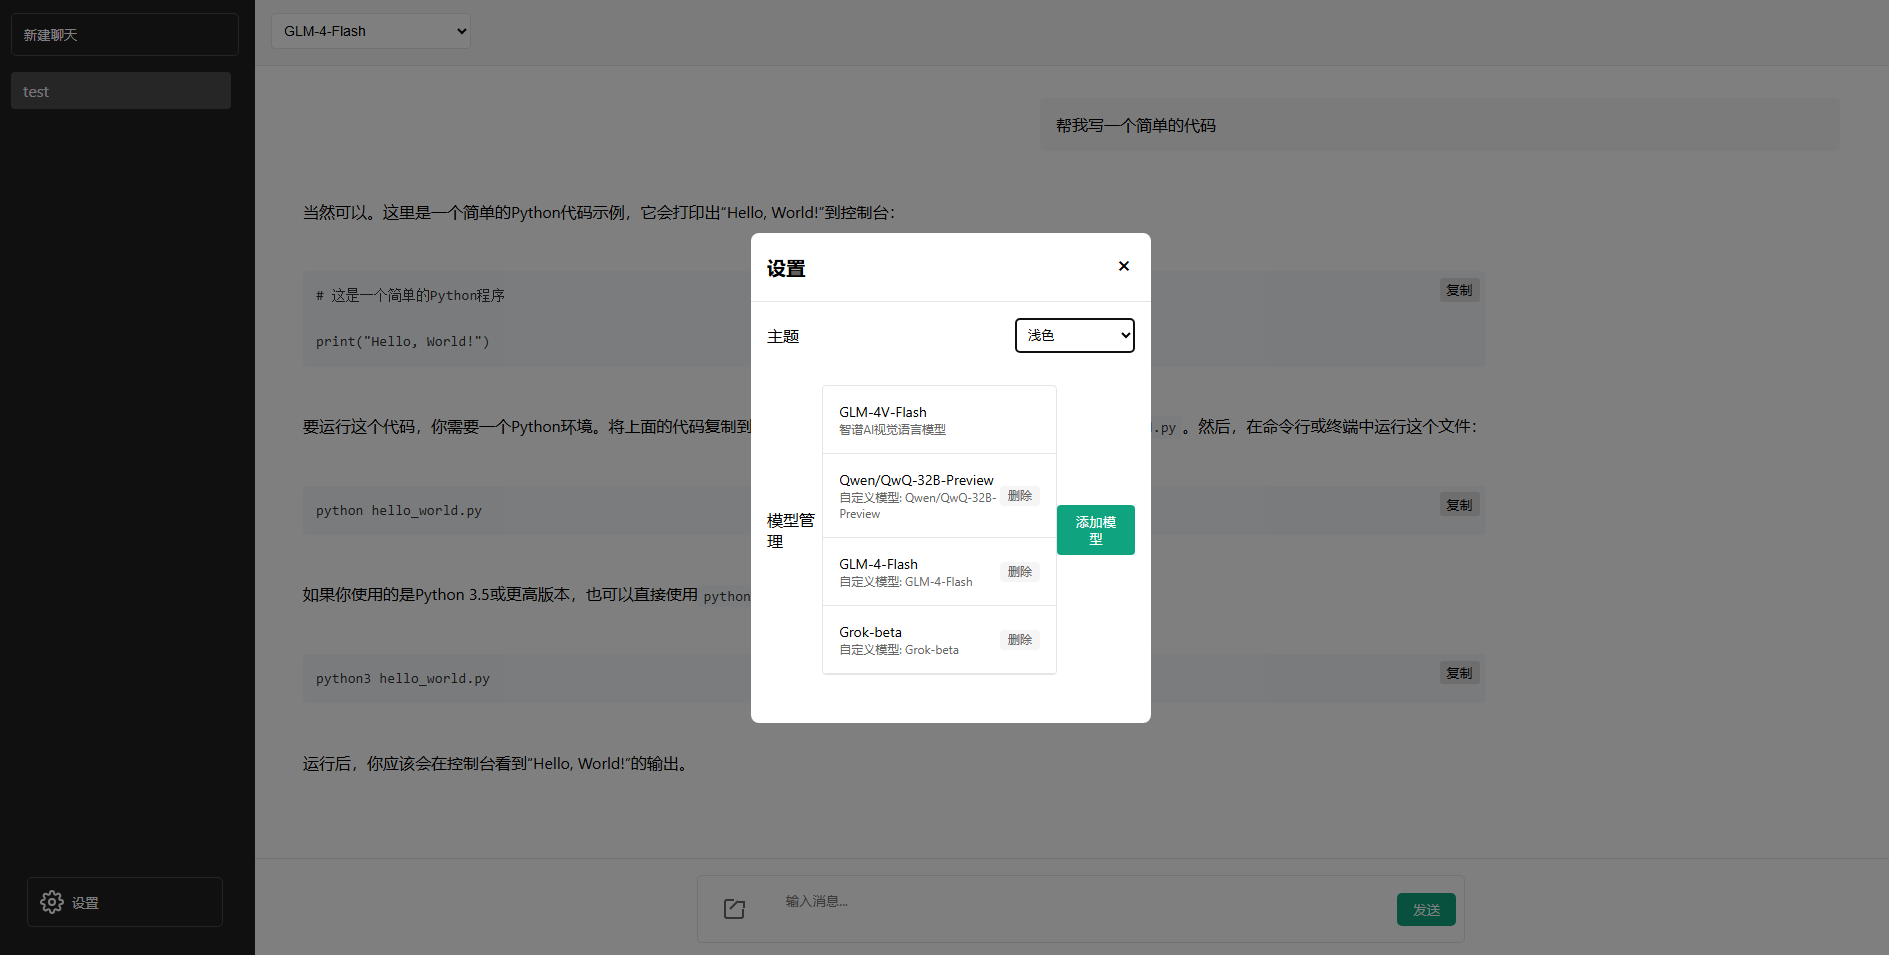 新建聊天
test
设置
GLM-4-Flash
帮我写一个简单的代码
当然可以。这里是一个简单的Python代码示例，它会打印出“Hello, World!”到控制台：
# 这是一个简单的Python程序
复制
print("Hello, World!")
要运行这个代码，你需要一个Python环境。将上面的代码复制到
.py 。然后，在命令行或终端中运行这个文件：
python hello_world.py
复制
如果你使用的是Python 3.5或更高版本，也可以直接使用 python
python3 hello_world.py
复制
运行后，你应该会在控制台看到“Hello, World!”的输出。
输入消息...
发送
设置
×
主题
浅色
模型管
理
GLM-4V-Flash
智谱AI视觉语言模型
Qwen/QwQ-32B-Preview
自定义模型: Qwen/QwQ-32B-
Preview
删除
GLM-4-Flash
自定义模型: GLM-4-Flash
删除
Grok-beta
自定义模型: Grok-beta
删除
添加模
型